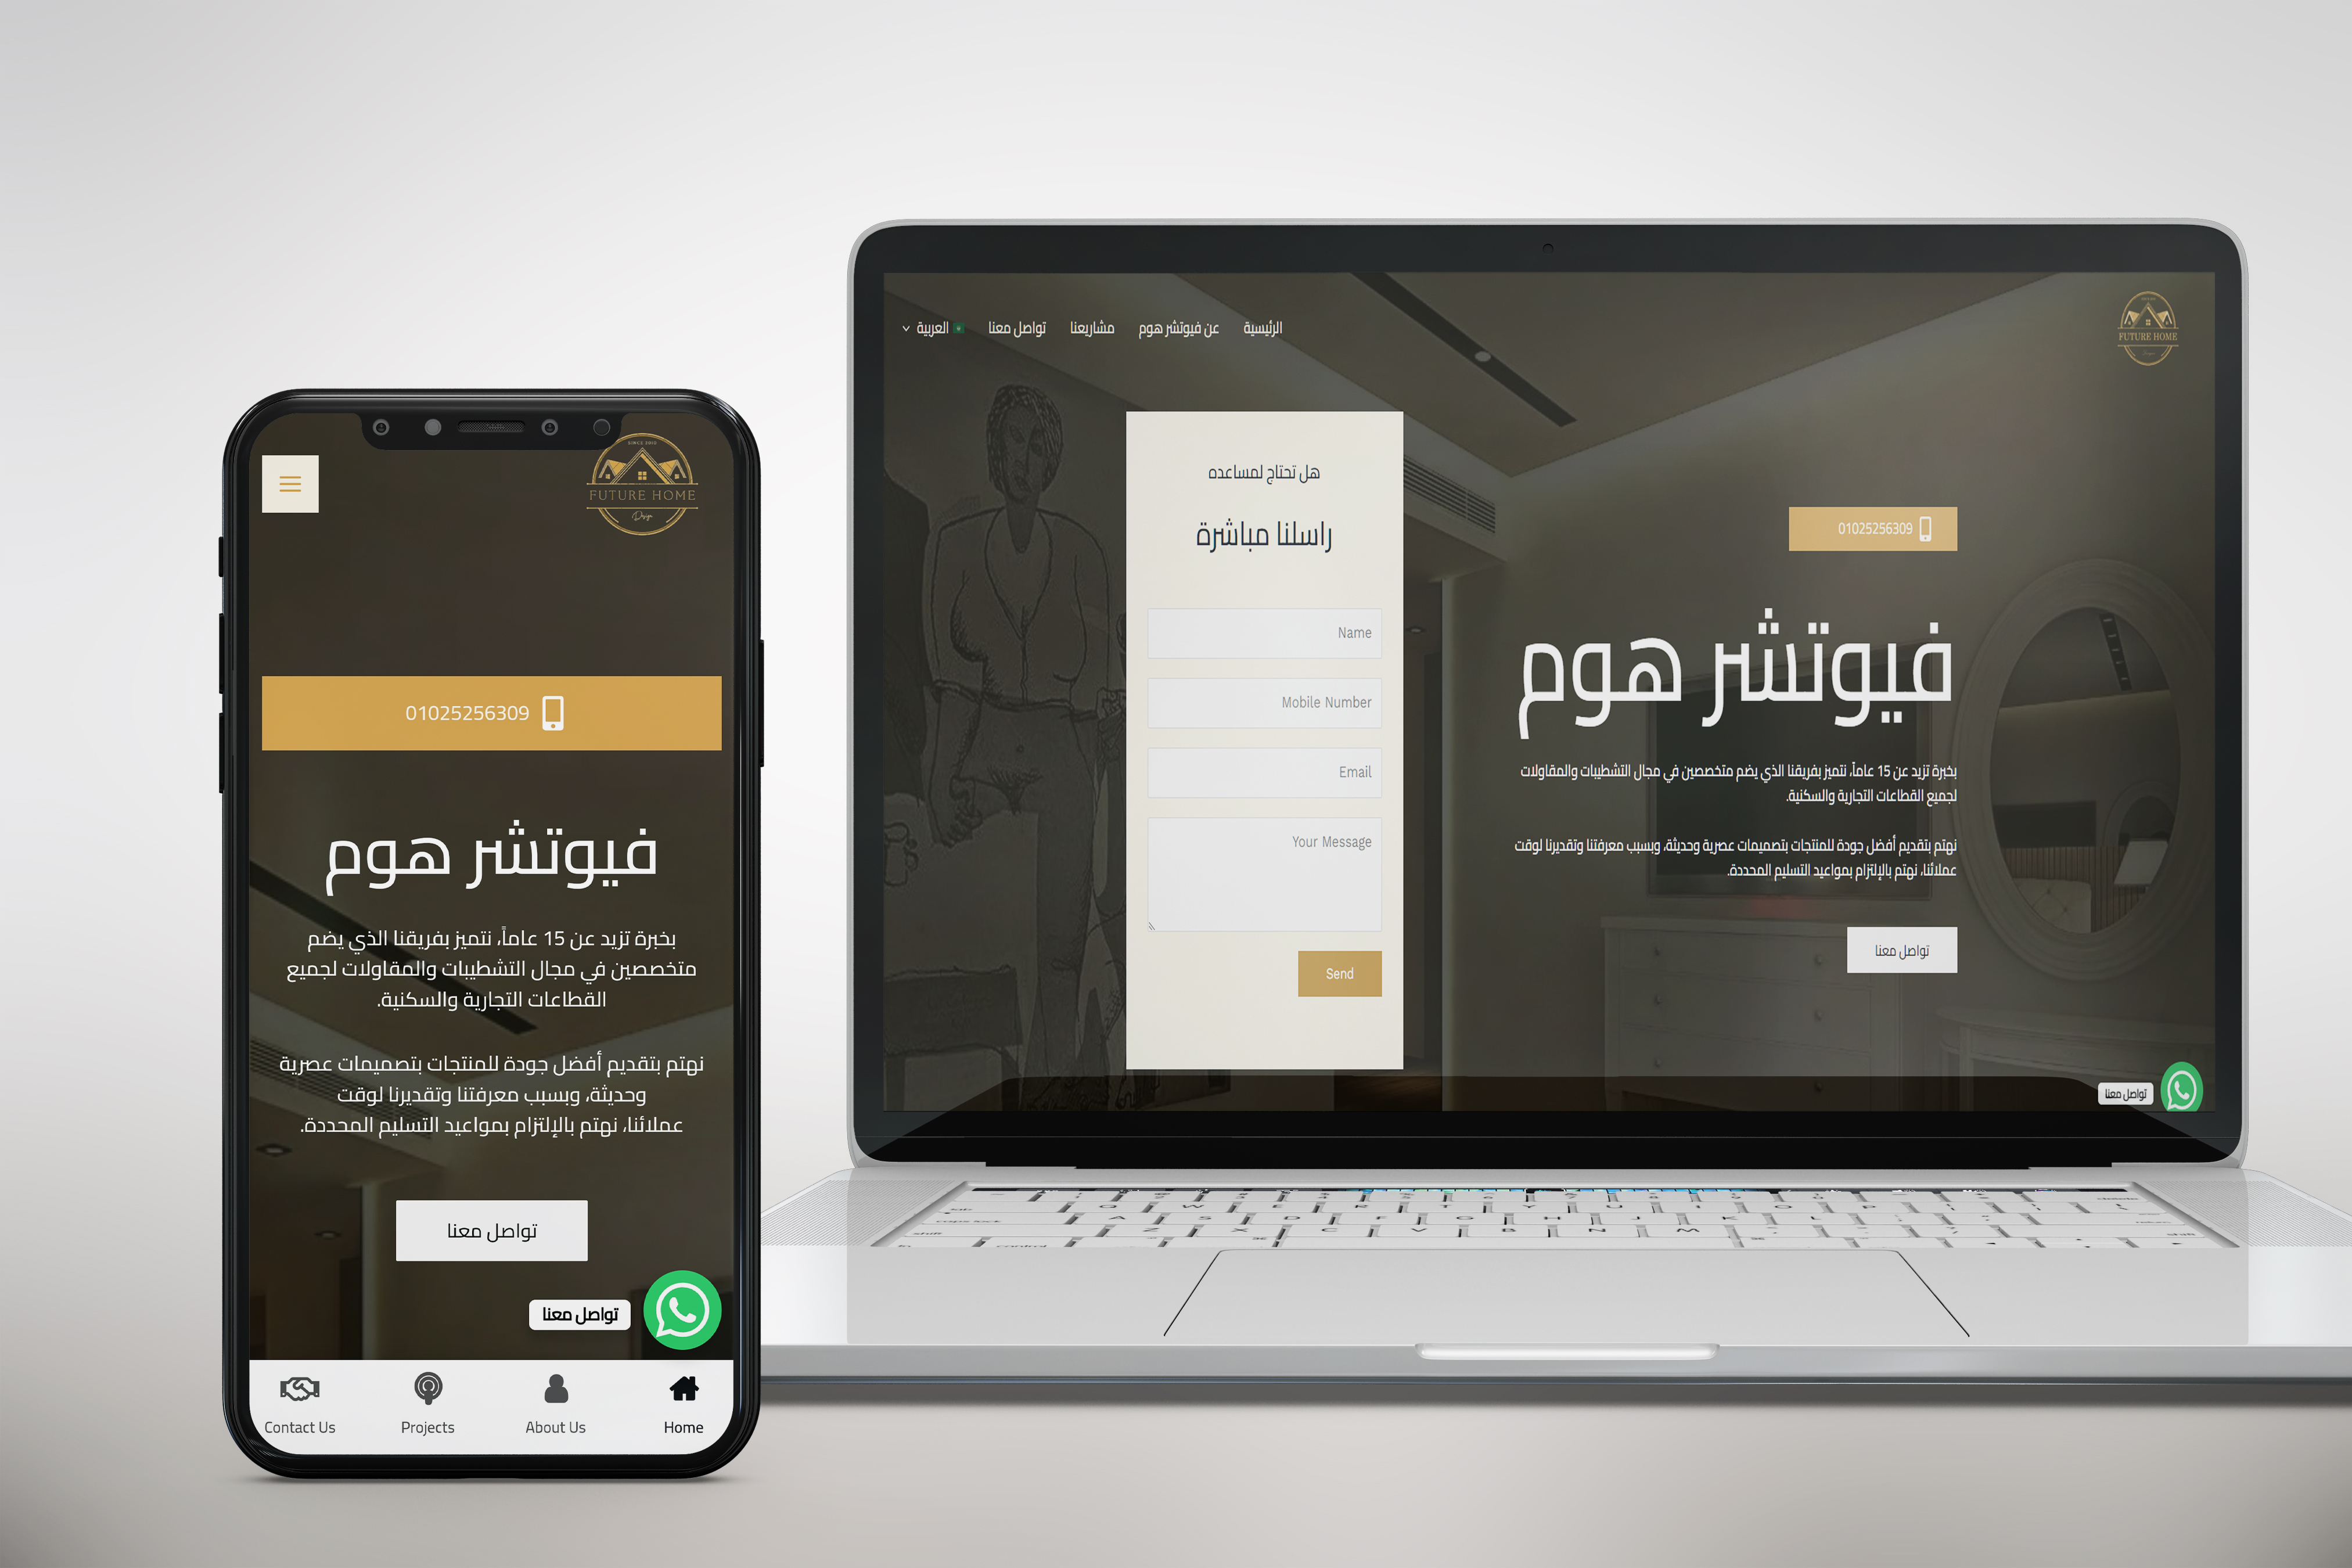 SINCE 2010
FUTURE HOME
Design
01025256309
فيوتشر هوم
بخبرة تزيد عن 15 عاماً، نتميز بفريقنا الذي يضم
متخصصين في مجال التشطيبات والمقاولات لجميع
القطاعات التجارية والسكنية.
نهتم بتقديم أفضل جودة للمنتجات بتصميمات عصرية
وحديثة، وبسبب معرفتنا وتقديرنا لوقت
عملائنا، نهتم بالإلتزام بمواعيد التسليم المحددة.
تواصل معنا
تواصل معنا
Home
About Us
Projects
Contact Us
FUTURE HOME
الرئيسية
عن فيوتشر هوم
مشاريعنا
تواصل معنا
العربية
01025256309
فيوتشر هوم
بخبرة تزيد عن 15 عاماً، نتميز بفريقنا الذي يضم متخصصين في مجال التشطيبات والمقاولات
لجميع القطاعات التجارية والسكنية.
نهتم بتقديم أفضل جودة للمنتجات بتصميمات عصرية وحديثة، وبسبب معرفتنا وتقديرنا لوقت
عملائنا، نهتم بالإلتزام بمواعيد التسليم المحددة.
تواصل معنا
هل تحتاج لمساعده
راسلنا مباشرة
Name
Mobile Number
Email
Your Message
Send
تواصل معنا